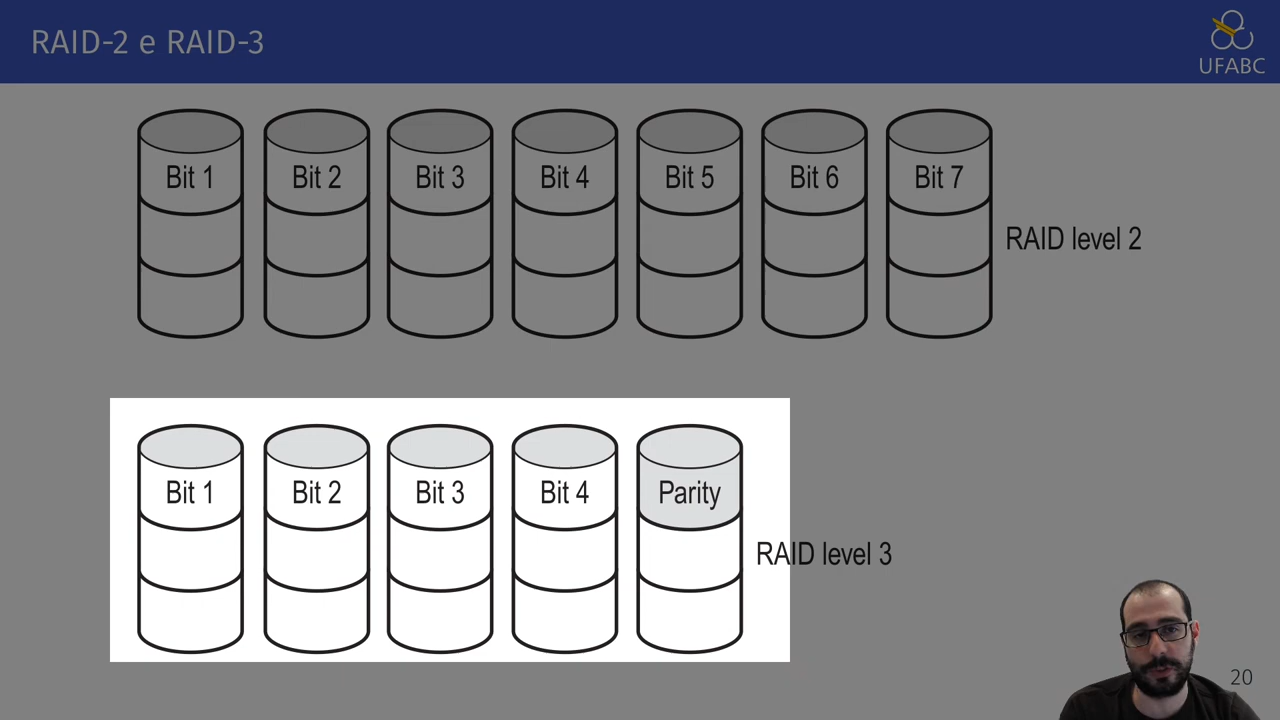 RAID-2 e RAID-3
UFABC
Bit 1 Bit 2 Bit 3 Bit 4 Bit 5 Bit 6 Bit 7
RAID level 2
Bit 1 Bit 2 Bit 3 Bit 4 Parity
RAID level 3
20